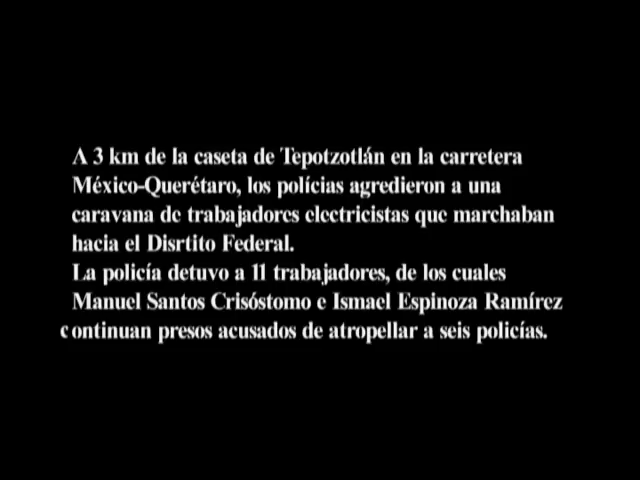 A 3 km de la caseta de Tepotzotlán en la carretera
México-Querétaro, los polícias agredieron a una
caravana de trabajadores electricistas que marchaban
hacia el Disrtito Federal.
La policía detuvo a 11 trabajadores, de los cuales
Manuel Santos Crisóstomo e Ismael Espinoza Ramírez
continuan presos acusados de atropellar a seis policías.